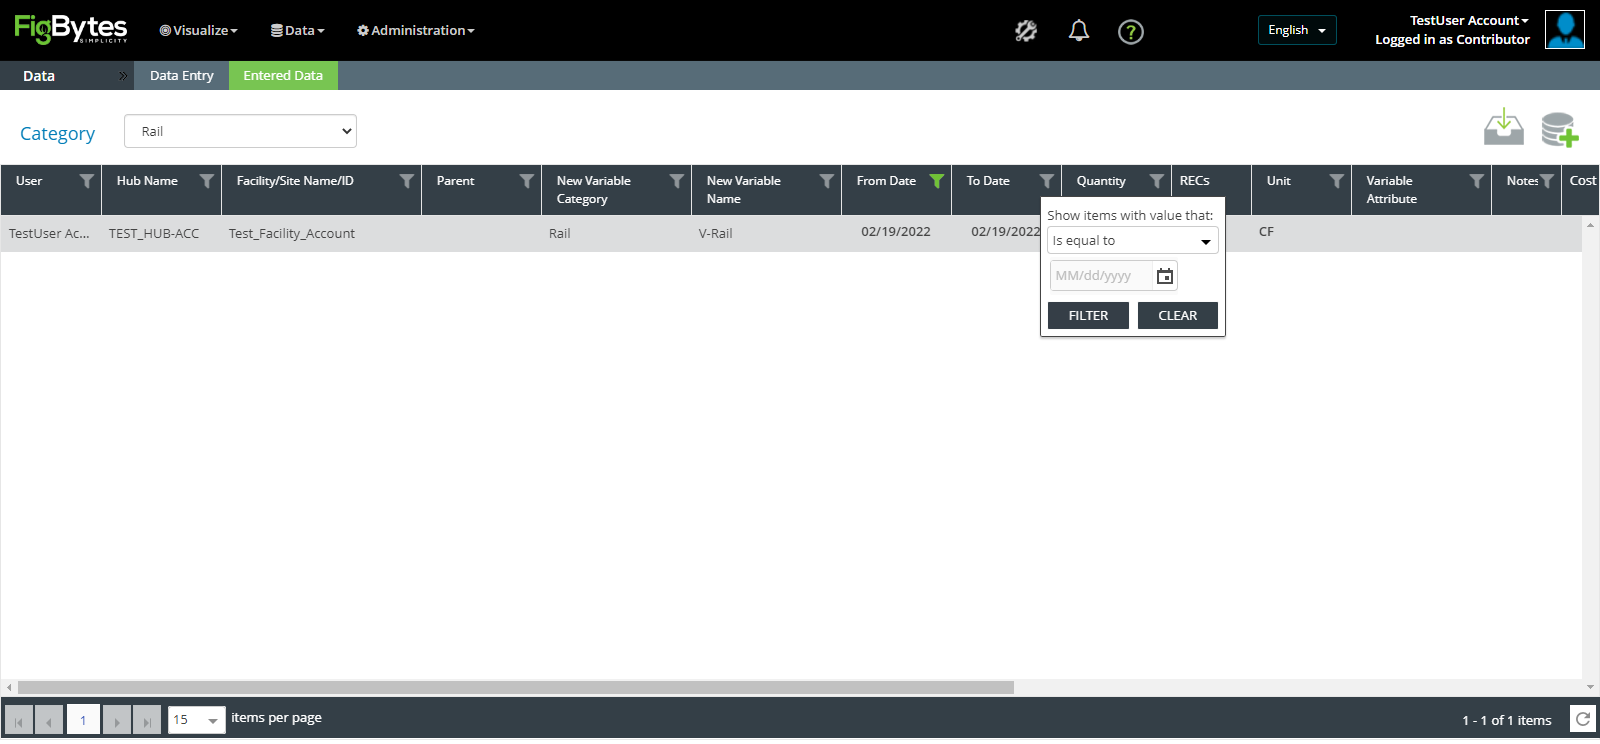 FigBytes
SIMPLICITY
Visualize
Data
Administration
?
English
TestUser Account
Logged in as Contributor
Data
Data Entry
Entered Data
Category
Rail
User
Hub Name
Facility/Site Name/ID
Parent
New Variable
Category
New Variable
Name
From Date
To Date
Quantity
RECs
Unit
Variable
Attribute
Notes
Cost
TestUser Ac...
TEST_HUB-ACC
Test_Facility_Account
Rail
V-Rail
02/19/2022
02/19/2022
CF
Show items with value that:
Is equal to
MM/dd/yyyy
FILTER
CLEAR
1
15
items per page
1 - 1 of 1 items